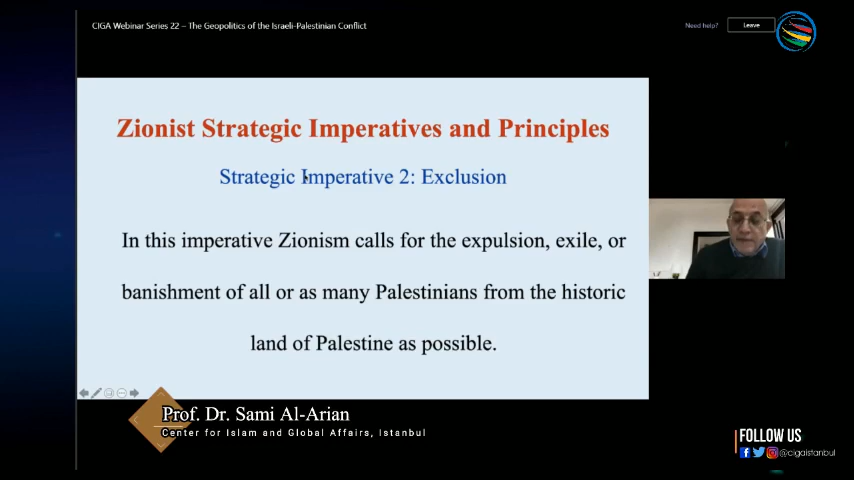 CIGA Webinar Series 22 – The Geopolitics of the Israeli-Palestinian Conflict
Need help?
Leave
Zionist Strategic Imperatives and Principles
Strategic Imperative 2: Exclusion
In this imperative Zionism calls for the expulsion, exile, or
banishment of all or as many Palestinians from the historic
land of Palestine as possible.
Prof. Dr. Sami Al-Arian
Center for Islam and Global Affairs, Istanbul
FOLLOW US
@cigaistanbul